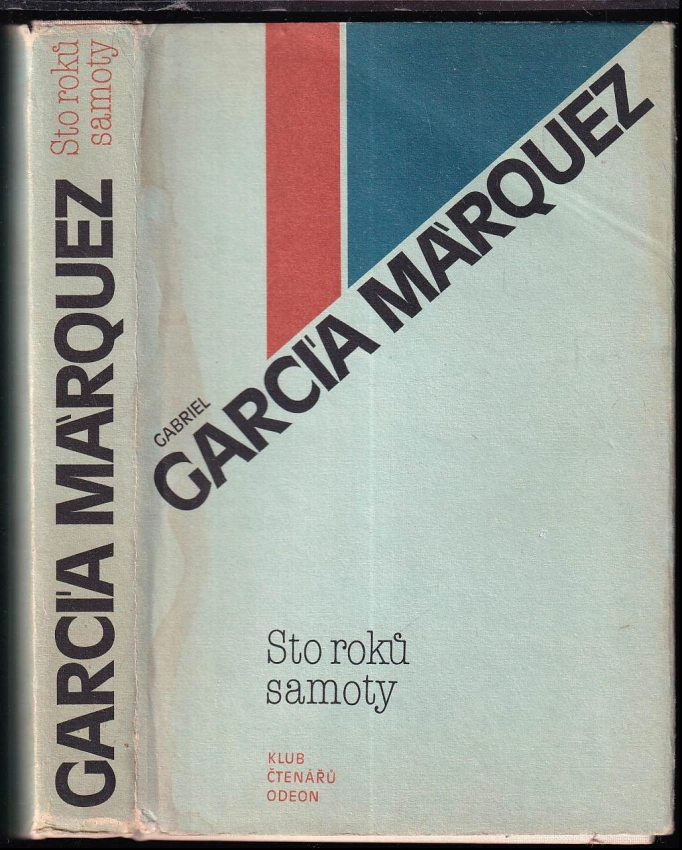 Sto roků
samoty
GARCÍA MÁRQUEZ
GABRIEL
GARCÍA MÁRQUEZ
Sto roků
samoty
KLUB
ČTENÁŘŮ
ODEON